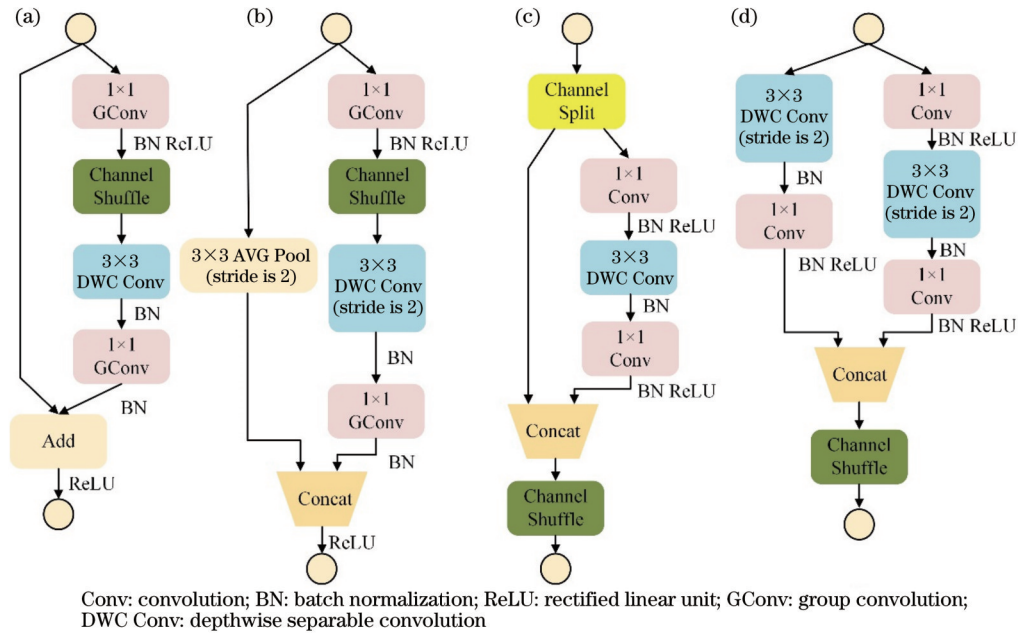 (a)
1×1
GConv
BN ReLU
Channel
Shuffle
3×3
DWC Conv
BN
1×1
GConv
BN
Add
ReLU
(b)
1×1
GConv
BN ReLU
Channel
Shuffle
3×3 AVG Pool
(stride is 2)
3×3
DWC Conv
(stride is 2)
BN
1×1
GConv
BN
Concat
ReLU
(c)
Channel
Split
1×1
Conv
BN ReLU
3×3
DWC Conv
BN
1×1
Conv
BN ReLU
Concat
Channel
Shuffle
(d)
3×3
DWC Conv
(stride is 2)
BN
1×1
Conv
BN ReLU
1×1
Conv
BN ReLU
3×3
DWC Conv
(stride is 2)
BN
1×1
Conv
BN ReLU
Concat
Channel
Shuffle
Conv: convolution; BN: batch normalization; ReLU: rectified linear unit; GConv: group convolution;
DWC Conv: depthwise separable convolution